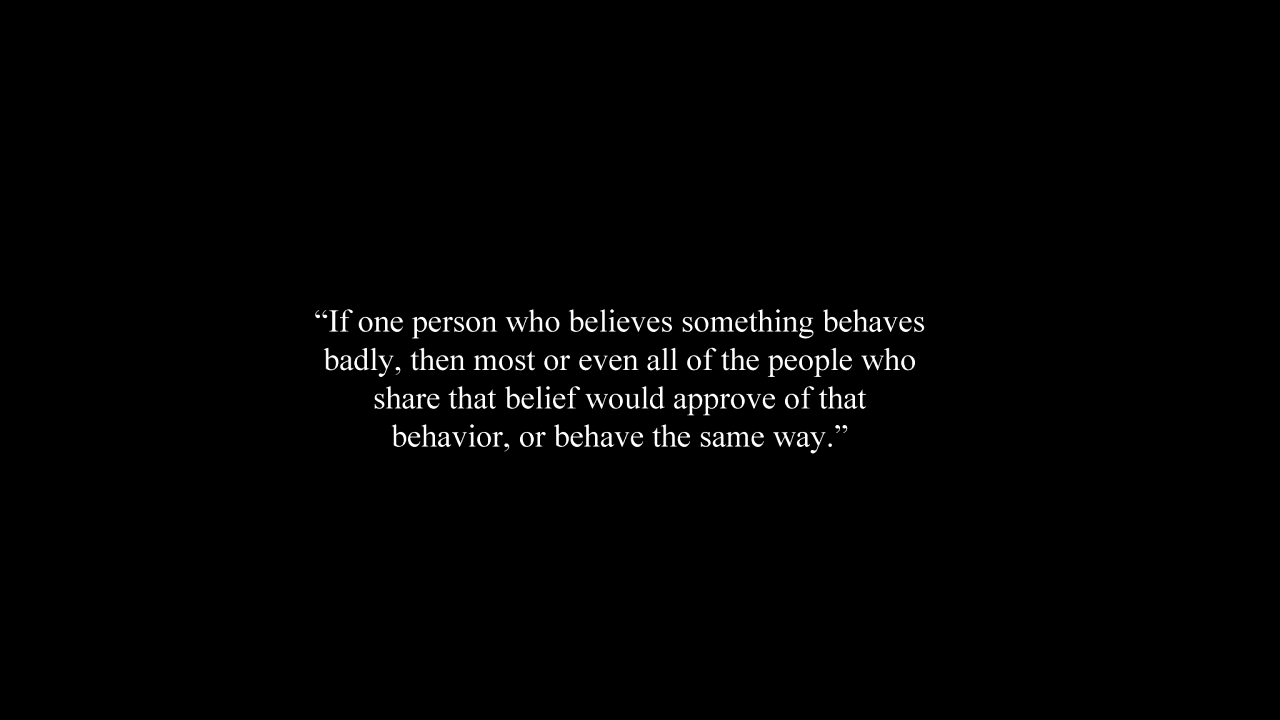 “If one person who believes something behaves
badly, then most or even all of the people who
share that belief would approve of that
behavior, or behave the same way.”